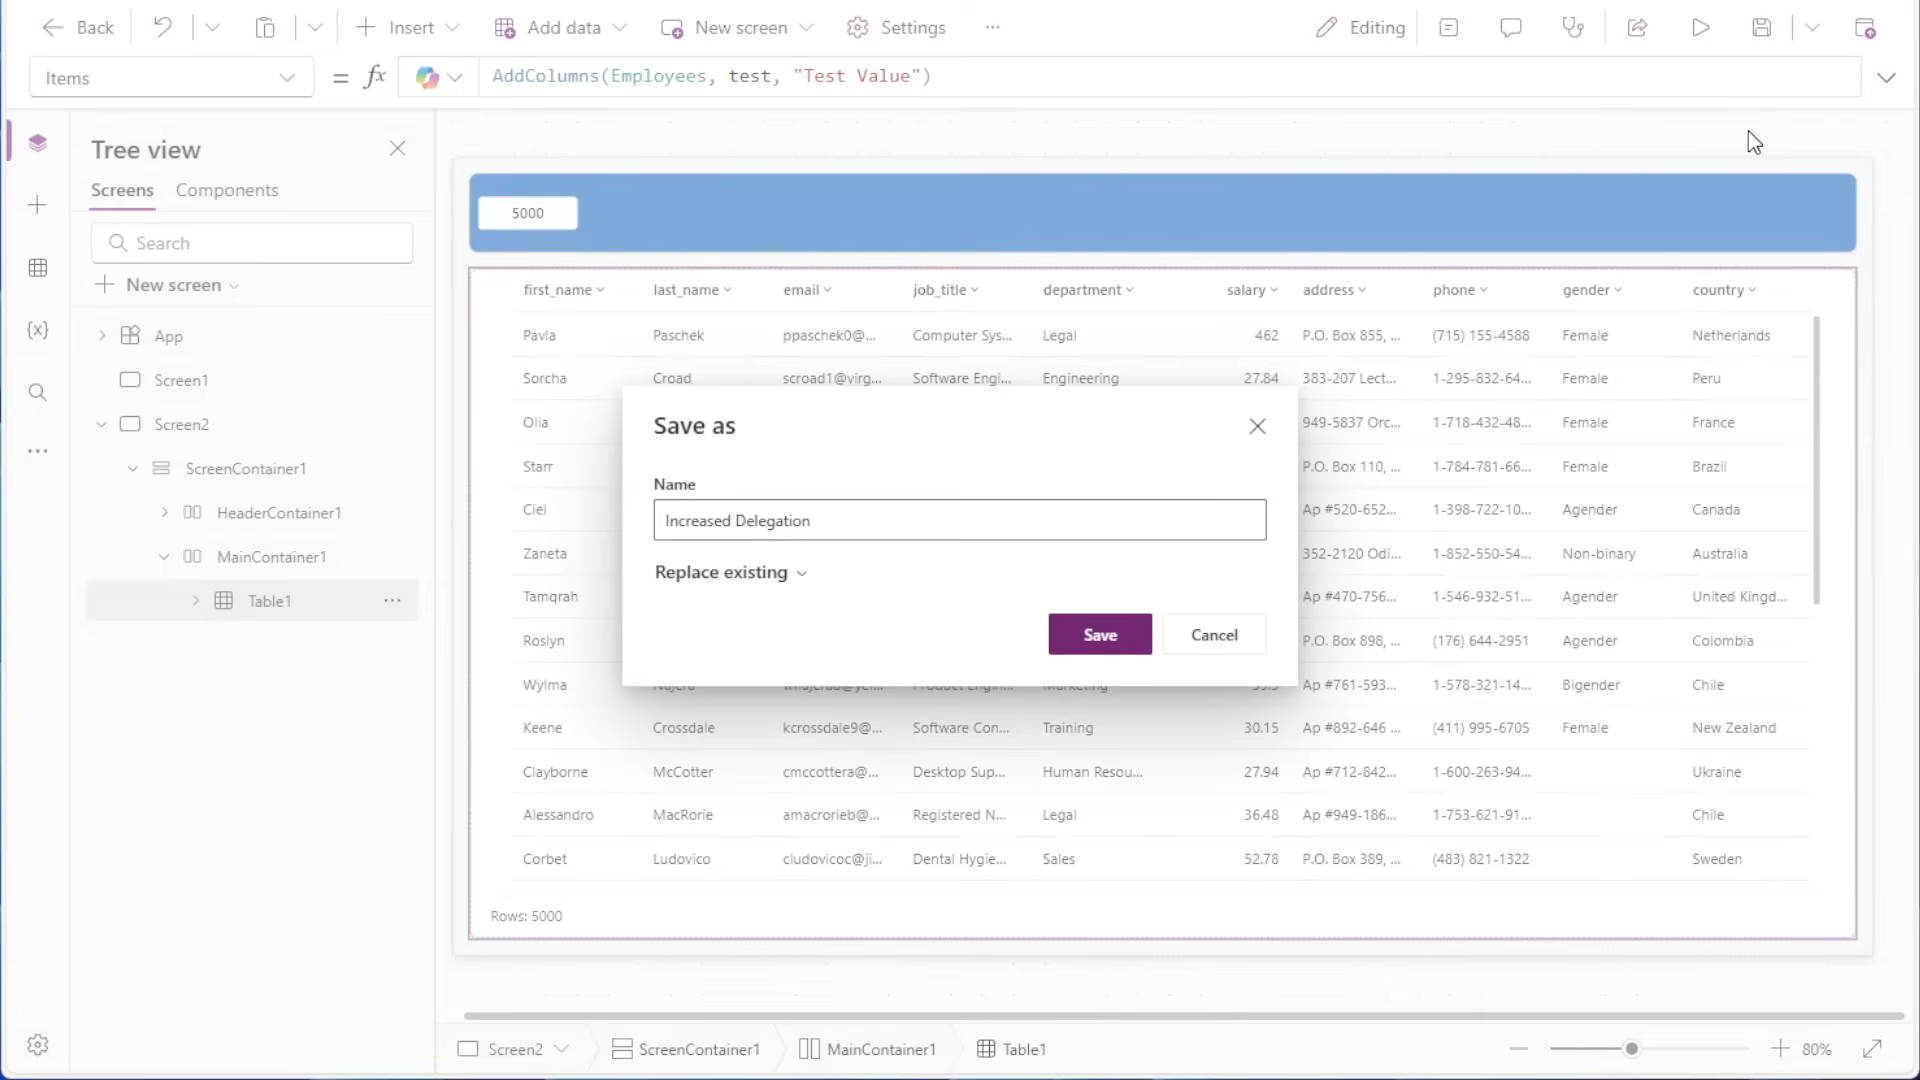 Back
Insert
Add data
New screen
Settings
Editing
Items
= fx
AddColumns(Employees, test, "Test Value")
Tree view
Screens Components
Search
New screen
App
Screen1
Screen2
ScreenContainer1
HeaderContainer1
MainContainer1
Table1
5000
first_name last_name email job_title department salary address phone gender country
Pavla Paschek ppaschek0@... Computer Sys... Legal 462 P.O. Box 855, ... (715) 155-4588 Female Netherlands
Sorcha Croad scroad1@virg... Software Engi... Engineering 27.84 383-207 Lect... 1-295-832-64... Female Peru
Olia 949-5837 Orc... 1-718-432-48... Female France
Starr P.O. Box 110, ... 1-784-781-66... Female Brazil
Ciel Ap #520-652... 1-398-722-10... Agender Canada
Zaneta 352-2120 Odi... 1-852-550-54... Non-binary Australia
Tamqrah Ap #470-756... 1-546-932-51... Agender United Kingd...
Roslyn P.O. Box 898, ... (176) 644-2951 Agender Colombia
Wylma Ap #761-593... 1-578-321-14... Bigender Chile
Keene Crossdale kcrossdale9@... Software Con... Training 30.15 Ap #892-646 ... (411) 995-6705 Female New Zealand
Clayborne McCotter cmccottera@... Desktop Sup... Human Resou... 27.94 Ap #712-842... 1-600-263-94... Ukraine
Alessandro MacRorie amacrorieb@... Registered N... Legal 36.48 Ap #949-186... 1-753-621-91... Chile
Corbet Ludovico cludovicoc@ji... Dental Hygie... Sales 52.78 P.O. Box 389, ... (483) 821-1322 Sweden
Rows: 5000
Save as
Name
Increased Delegation
Replace existing
Save Cancel
Screen2 ScreenContainer1 MainContainer1 Table1
80%